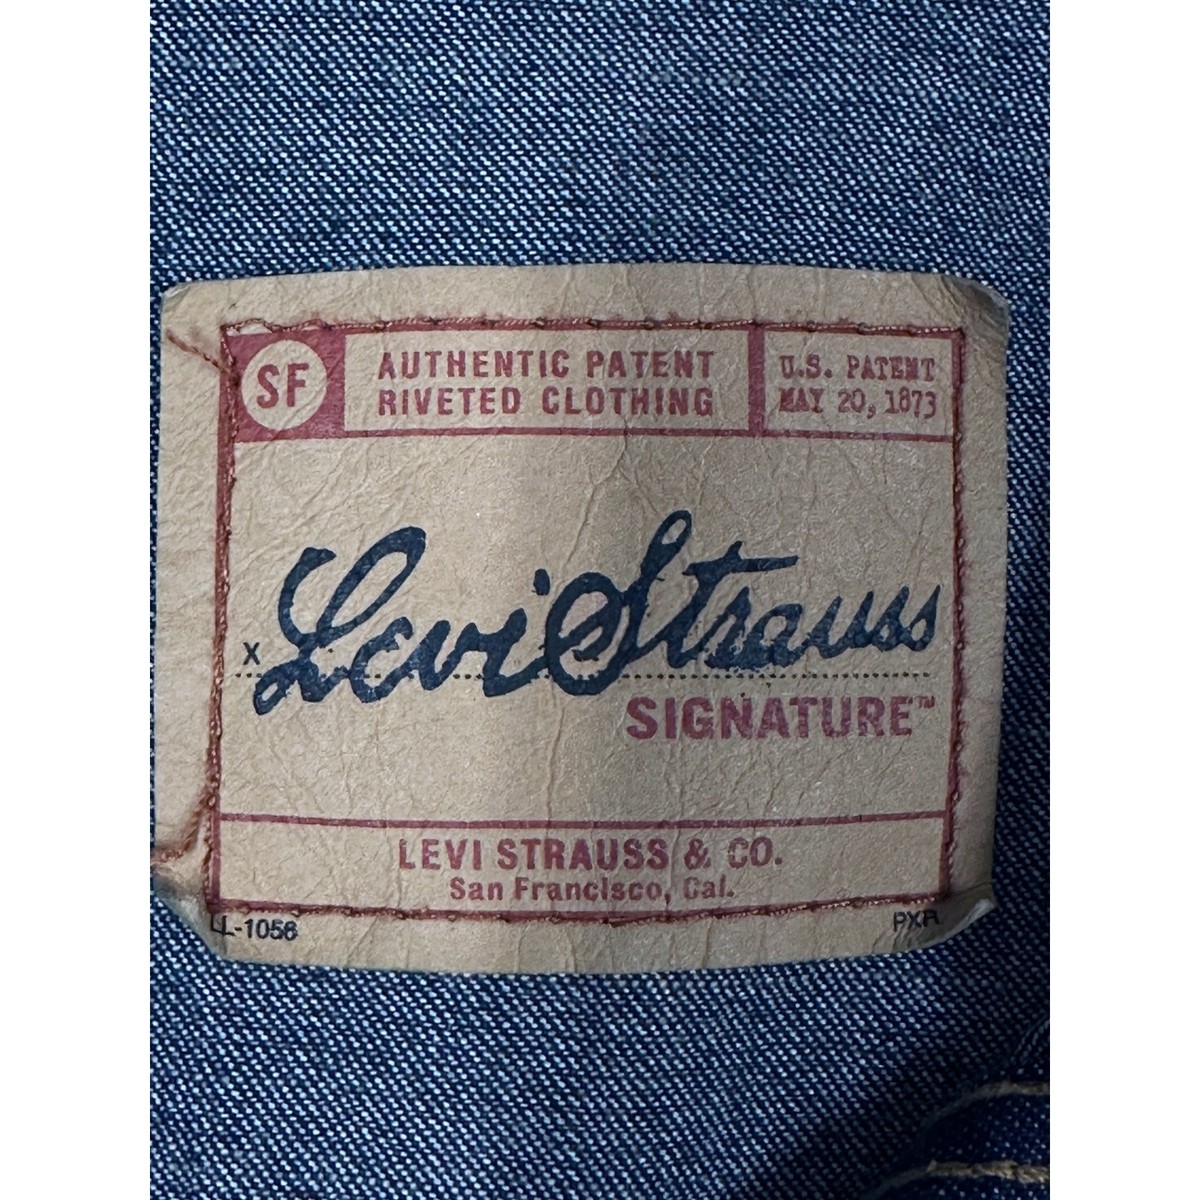 SF
AUTHENTIC PATENT
RIVETED CLOTHING
U.S. PATENT
MAY 20, 1873
x Levi Strauss
SIGNATURE™
LEVI STRAUSS & CO.
San Francisco, Cal.
LL-1056
PXR